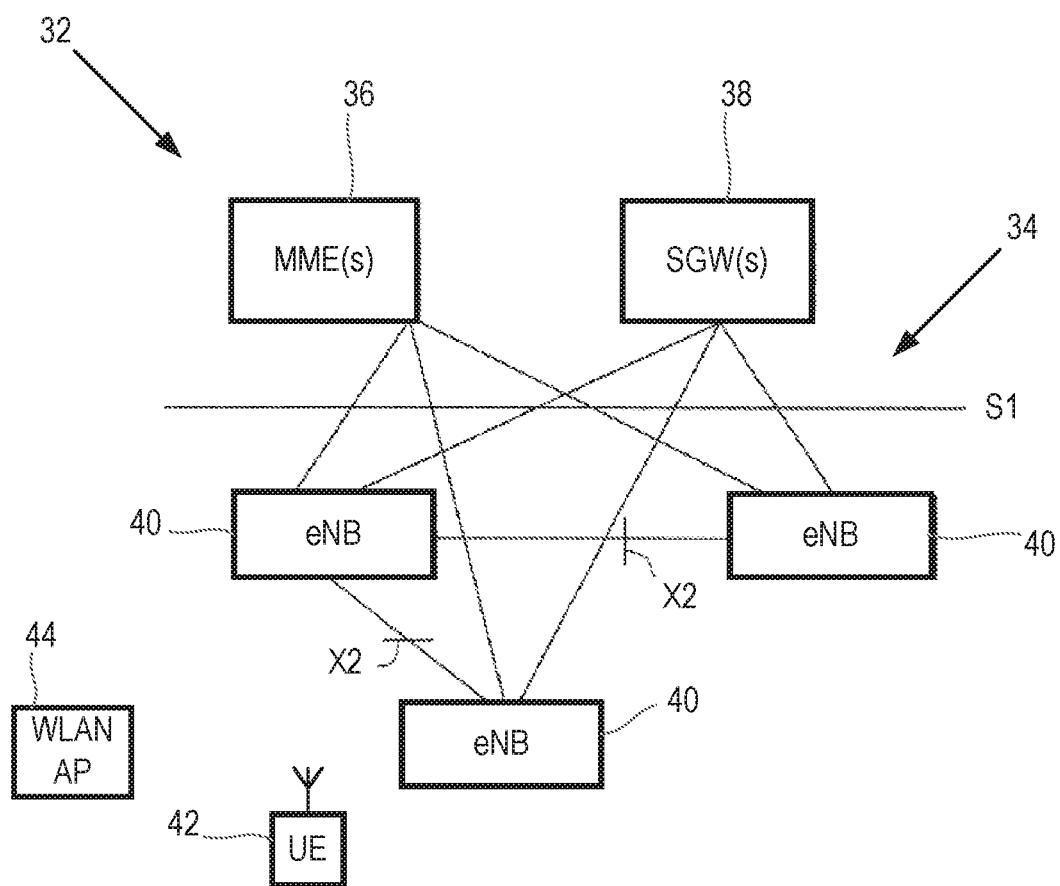 32
36
38
34
MME(s)
SGW(s)
S1
40
eNB
eNB
40
X2
X2
44
WLAN
AP
40
eNB
42
UE